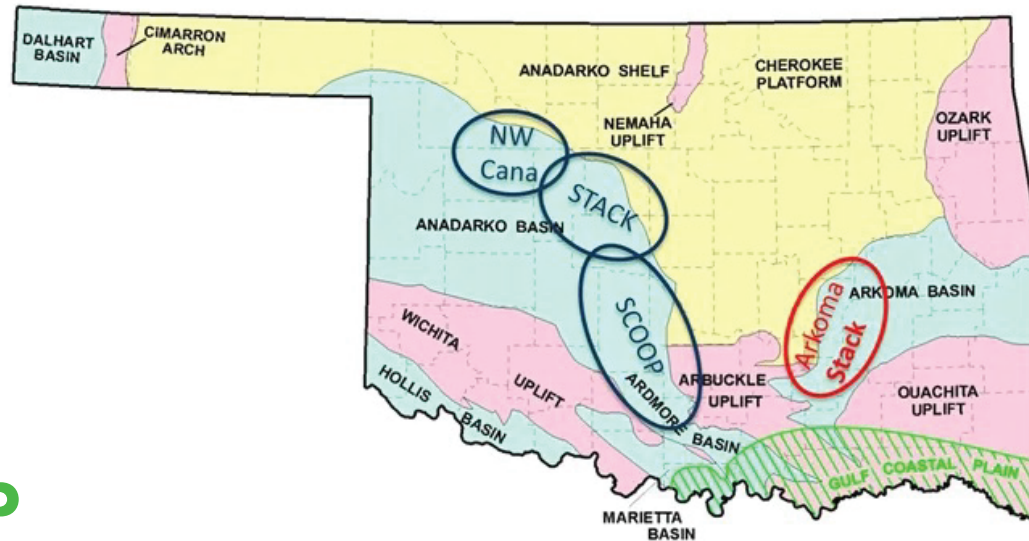 DALHART
BASIN
CIMARRON
ARCH
ANADARKO SHELF
CHEROKEE
PLATFORM
NEMAHA
UPLIFT
OZARK
UPLIFT
NW
Cana
STACK
ANADARKO BASIN
SCOOP
ARKOMA BASIN
Arkoma
Stack
WICHITA
UPLIFT
HOLLIS
BASIN
ARDMORE
BASIN
ARBUCKLE
UPLIFT
OUACHITA
UPLIFT
GULF COASTAL PLAIN
MARIETTA
BASIN
P